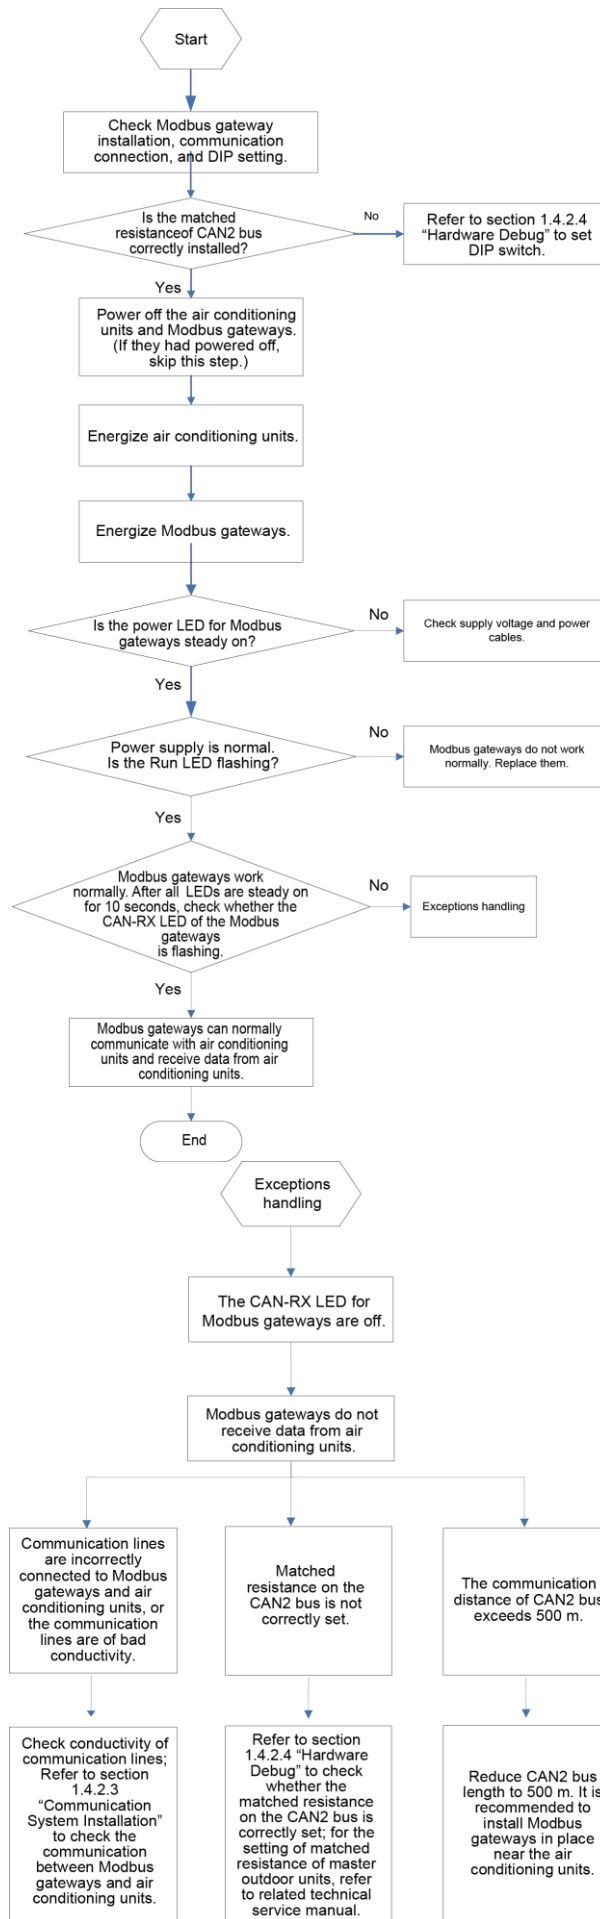 Start
Check Modbus gateway
installation, communication
connection, and DIP setting.
Is the matched
resistanceof CAN2 bus
correctly installed?
No
Refer to section 1.4.2.4
“Hardware Debug” to set
DIP switch.
Yes
Power off the air conditioning
units and Modbus gateways.
(If they had powered off,
skip this step.)
Energize air conditioning units.
Energize Modbus gateways.
Is the power LED for Modbus
gateways steady on?
No
Check supply voltage and power
cables.
Yes
Power supply is normal.
Is the Run LED flashing?
No
Modbus gateways do not work
normally. Replace them.
Yes
Modbus gateways work
normally. After all LEDs are steady on
for 10 seconds, check whether the
CAN-RX LED of the Modbus
gateways
is flashing.
No
Exceptions handling
Yes
Modbus gateways can normally
communicate with air conditioning
units and receive data from air
conditioning units.
End
Exceptions
handling
The CAN-RX LED for
Modbus gateways are off.
Modbus gateways do not
receive data from air
conditioning units.
Communication lines
are incorrectly
connected to Modbus
gateways and air
conditioning units, or
the communication
lines are of bad
conductivity.
Matched
resistance on the
CAN2 bus is not
correctly set.
The communication
distance of CAN2 bus
exceeds 500 m.
Check conductivity of
communication lines;
Refer to section
1.4.2.3
“Communication
System Installation”
to check the
communication
between Modbus
gateways and air
conditioning units.
Refer to section
1.4.2.4 “Hardware
Debug” to check
whether the
matched resistance
on the CAN2 bus is
correctly set; for the
setting of matched
resistance of master
outdoor units, refer
to related technical
service manual.
Reduce CAN2 bus
length to 500 m. It is
recommended to
install Modbus
gateways in place
near the air
conditioning units.